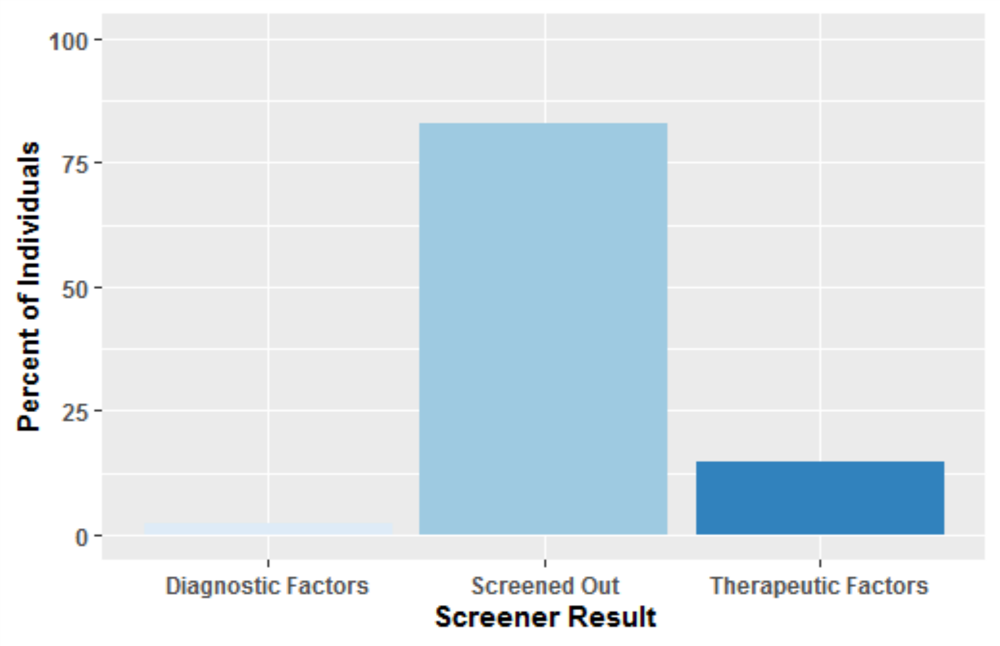 Percent of Individuals
100
75
50
25
0
Diagnostic Factors
Screened Out
Therapeutic Factors
Screener Result